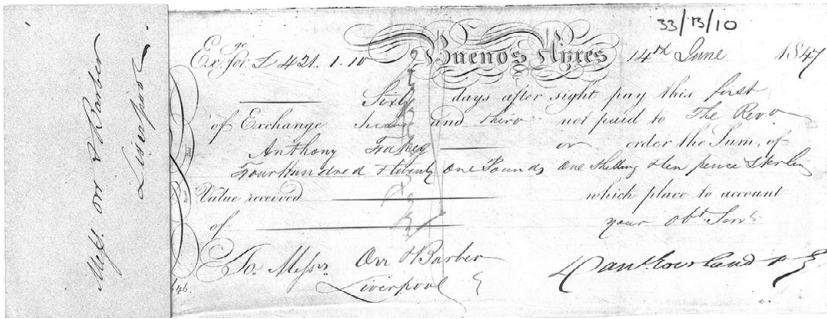 33/13/10
Messrs Orr & Barber
Liverpool
Exge for £421.1.10 Buenos Ayres 14th June 1847
Sixty days after sight pay this first
of Exchange second and third not paid to The Revd
Anthony Fahey or order the Sum, of
Four Hundred & twenty One Pounds One Shilling & ten pence Sterling
Value received which place to account
of your Obt Servts
To Messrs Orr & Barber
Liverpool